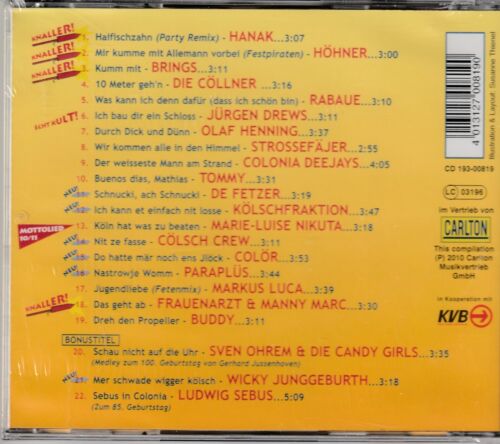 KNALLER! 1. Haifischzahn (Party Remix) - HANAK...3:07
KNALLER! 2. Mir kumme mit Allemann vorbei (Festpiraten) - HÖHNER...3:00
KNALLER! 3. Kumm mit - BRINGS...3:11
4. 10 Meter geh'n - DIE CÖLLNER ...3:16
5. Was kann ich denn dafür (dass ich schön bin) - RABAUE...3:10
ECHT KULT! 6. Ich bau dir ein Schloss - JÜRGEN DREWS...3:11
7. Durch Dick und Dünn - OLAF HENNING...3:37
8. Wir kommen alle in den Himmel - STROSSEFÄJER...2:55
9. Der weisseste Mann am Strand - COLONIA DEEJAYS...3:19
10. Buenos dias, Mathias - TOMMY...3:31
NEU! Schnucki, ach Schnucki - DE FETZER...3:19
NEU! Ich kann et einfach nit losse - KÖLSCHFRAKTION...3:47
MOTTOLIED 10/11 13. Köln hat was zu beaten - MARIE-LUISE NIKUTA...3:18
NEU! Nit ze fasse - CÖLSCH CREW...3:11
NEU! Do hatte mär noch ens Jlöck - COLÖR...3:53
NEU! Nastrowje Womm - PARAPLÜS...3:44
17. Jugendliebe (Fetenmix) - MARKUS LUCA...3:39
KNALLER! 18. Das geht ab - FRAUENARZT & MANNY MARC...3:30
19. Dreh den Propeller - BUDDY...3:11
BONUSTITEL
20. Schau nicht auf die Uhr - SVEN OHREM & DIE CANDY GIRLS...3:35
(Medley zum 100. Geburtstag von Gerhard Jussenhoven)
NEU! Mer schwade wigger kölsch - WICKY JUNGGEBURTH...3:18
22. Sebus in Colonia - LUDWIG SEBUS...5:09
(Zum 85. Geburtstag)
4 013127 008190
Illustration & Layout: Susanne Thienel
CD 193-00819
LC 03196
im Vertrieb von
CARLTON
This compilation
(P) 2010 Carlton
Musikvertrieb
GmbH
In Kooperation mit
KVB